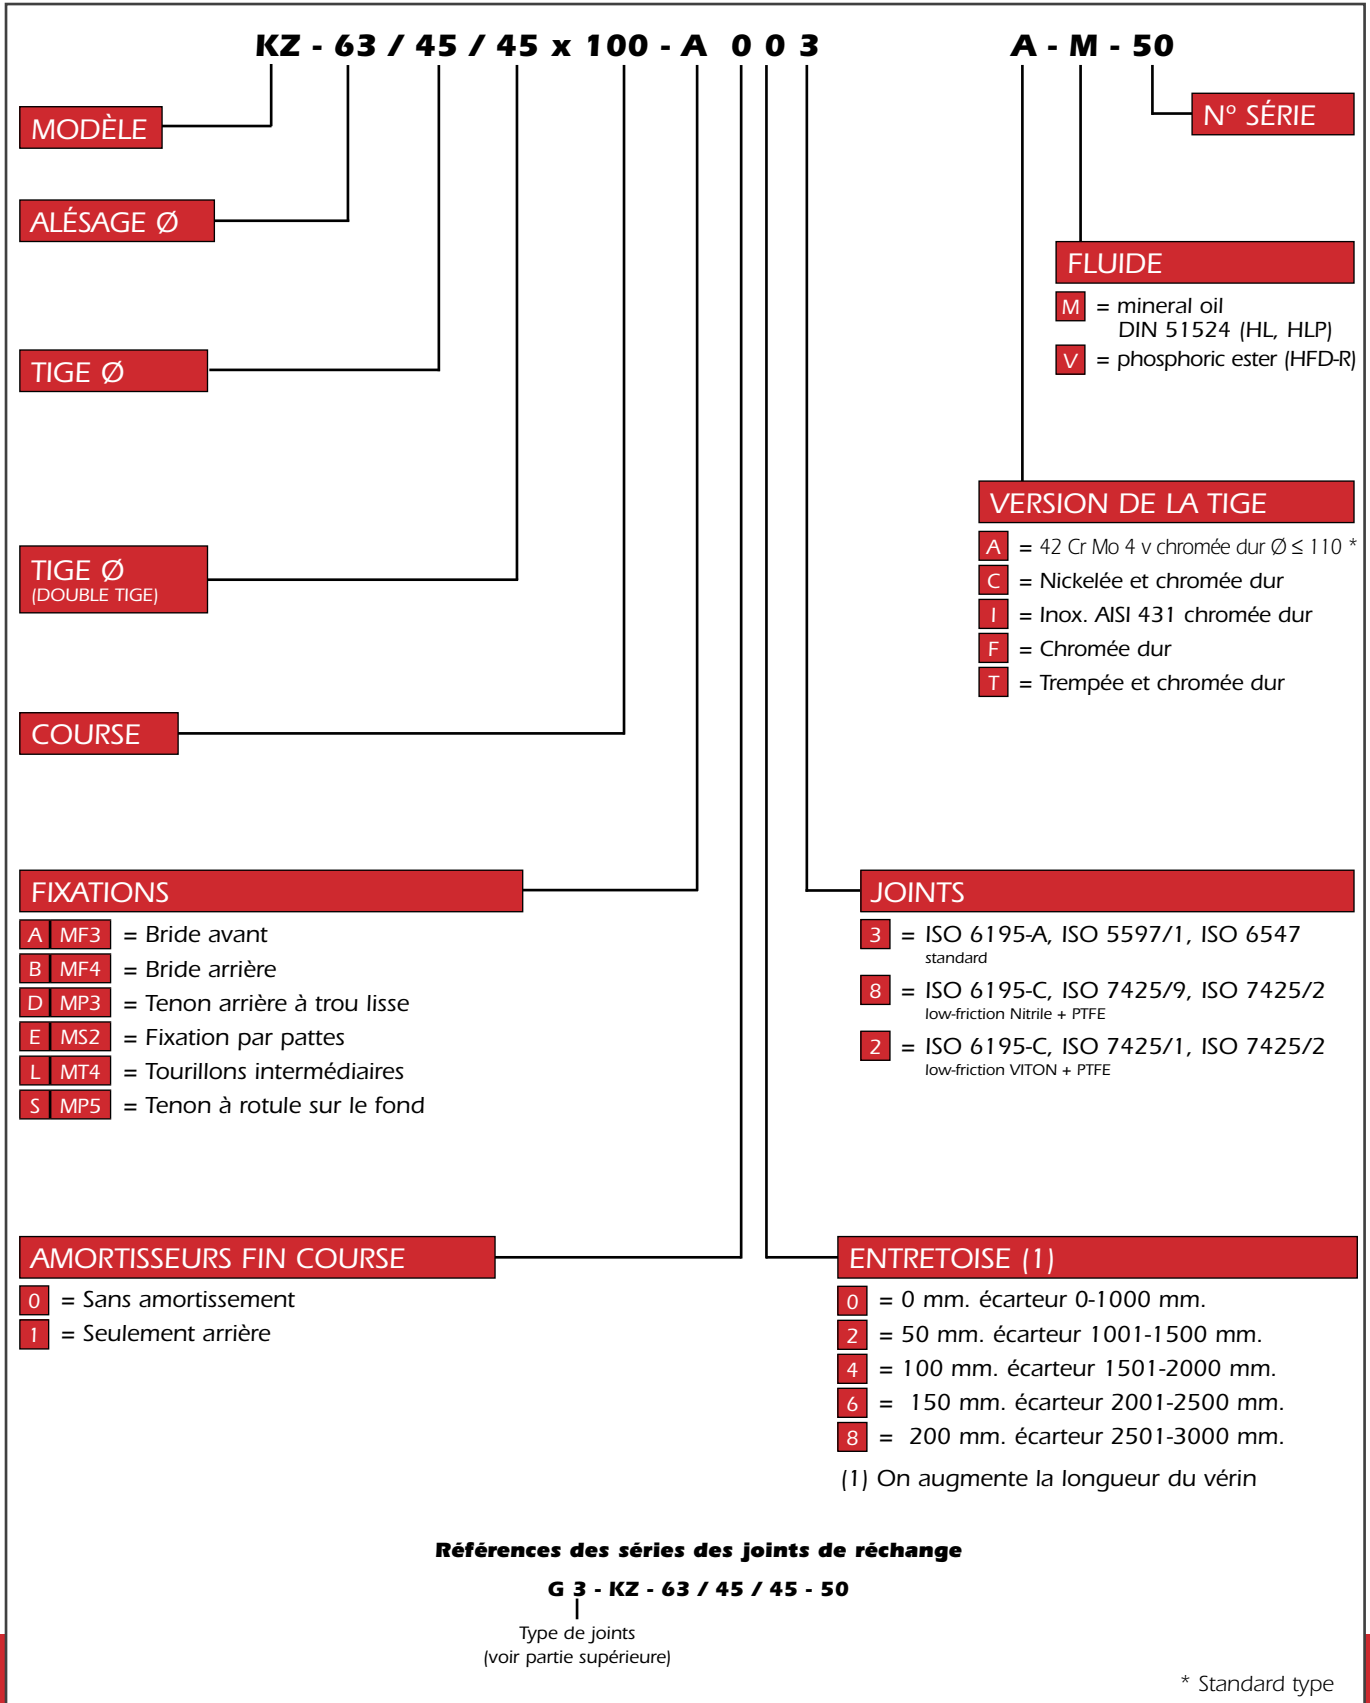 KZ - 63 / 45 / 45 x 100 - A 0 0 3 A - M - 50
MODÈLE
N° SÉRIE
ALÉSAGE Ø
FLUIDE
M = mineral oil
DIN 51524 (HL, HLP)
V = phosphoric ester (HFD-R)
TIGE Ø
VERSION DE LA TIGE
A = 42 Cr Mo 4 v chromée dur Ø ≤ 110 *
C = Nickelée et chromée dur
I = Inox. AISI 431 chromée dur
F = Chromée dur
T = Trempée et chromée dur
TIGE Ø
(DOUBLE TIGE)
COURSE
FIXATIONS
A MF3 = Bride avant
B MF4 = Bride arrière
D MP3 = Tenon arrière à trou lisse
E MS2 = Fixation par pattes
L MT4 = Tourillons intermédiaires
S MP5 = Tenon à rotule sur le fond
JOINTS
3 = ISO 6195-A, ISO 5597/1, ISO 6547
standard
8 = ISO 6195-C, ISO 7425/9, ISO 7425/2
low-friction Nitrile + PTFE
2 = ISO 6195-C, ISO 7425/1, ISO 7425/2
low-friction VITON + PTFE
AMORTISSEURS FIN COURSE
0 = Sans amortissement
1 = Seulement arrière
ENTRETOISE (1)
0 = 0 mm. écarteur 0-1000 mm.
2 = 50 mm. écarteur 1001-1500 mm.
4 = 100 mm. écarteur 1501-2000 mm.
6 = 150 mm. écarteur 2001-2500 mm.
8 = 200 mm. écarteur 2501-3000 mm.
(1) On augmente la longueur du vérin
Références des séries des joints de réchange
G 3 - KZ - 63 / 45 / 45 - 50
Type de joints
(voir partie supérieure)
* Standard type